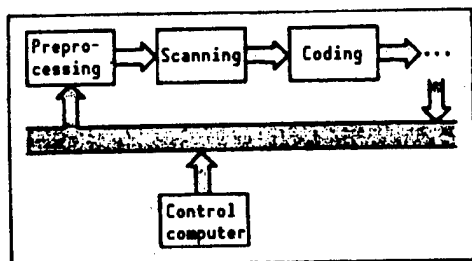 Prepro-
cessing
Scanning
Coding
...
Control
computer